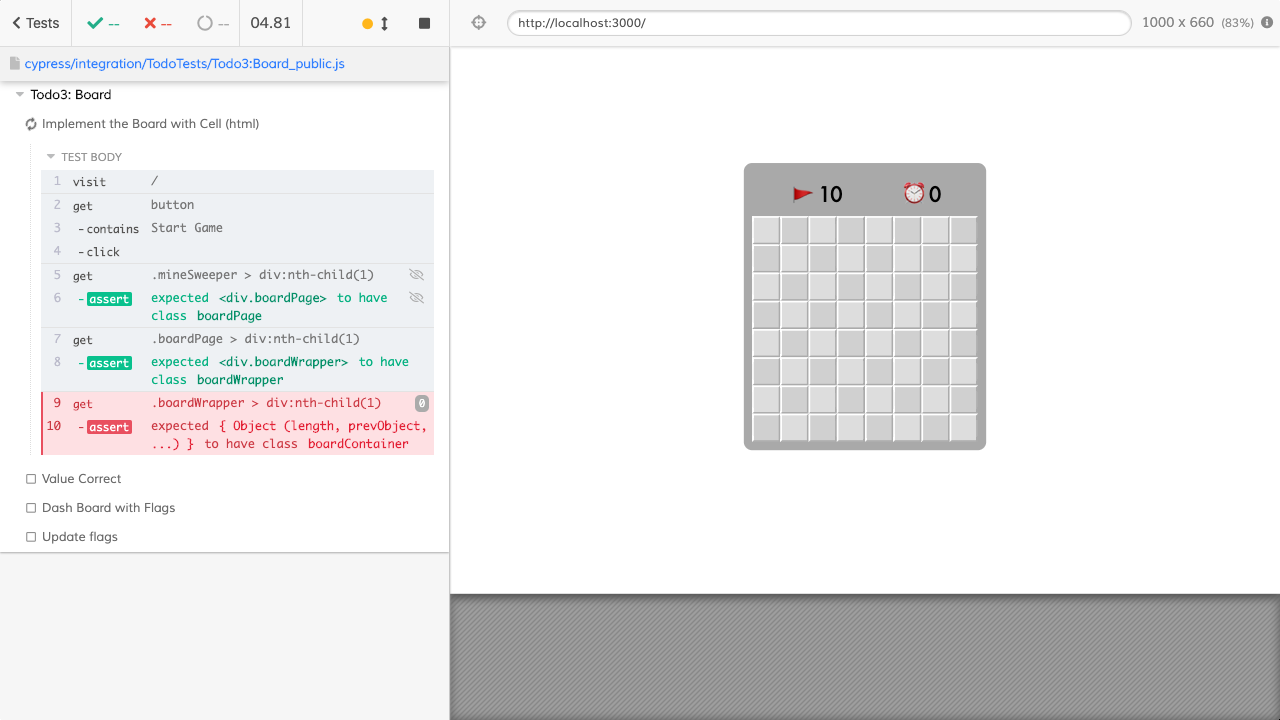 Tests
--
--
--
04.81
http://localhost:3000/
1000 x 660 (83%)
cypress/integration/TodoTests/Todo3:Board_public.js
Todo3: Board
Implement the Board with Cell (html)
TEST BODY
1 visit /
2 get button
3 -contains Start Game
4 -click
5 get .mineSweeper > div:nth-child(1)
6 -assert expected <div.boardPage> to have
class boardPage
7 get .boardPage > div:nth-child(1)
8 -assert expected <div.boardWrapper> to have
class boardWrapper
9 get .boardWrapper > div:nth-child(1) 0
10 -assert expected { Object (length, prevObject,
...) } to have class boardContainer
Value Correct
Dash Board with Flags
Update flags
10
0